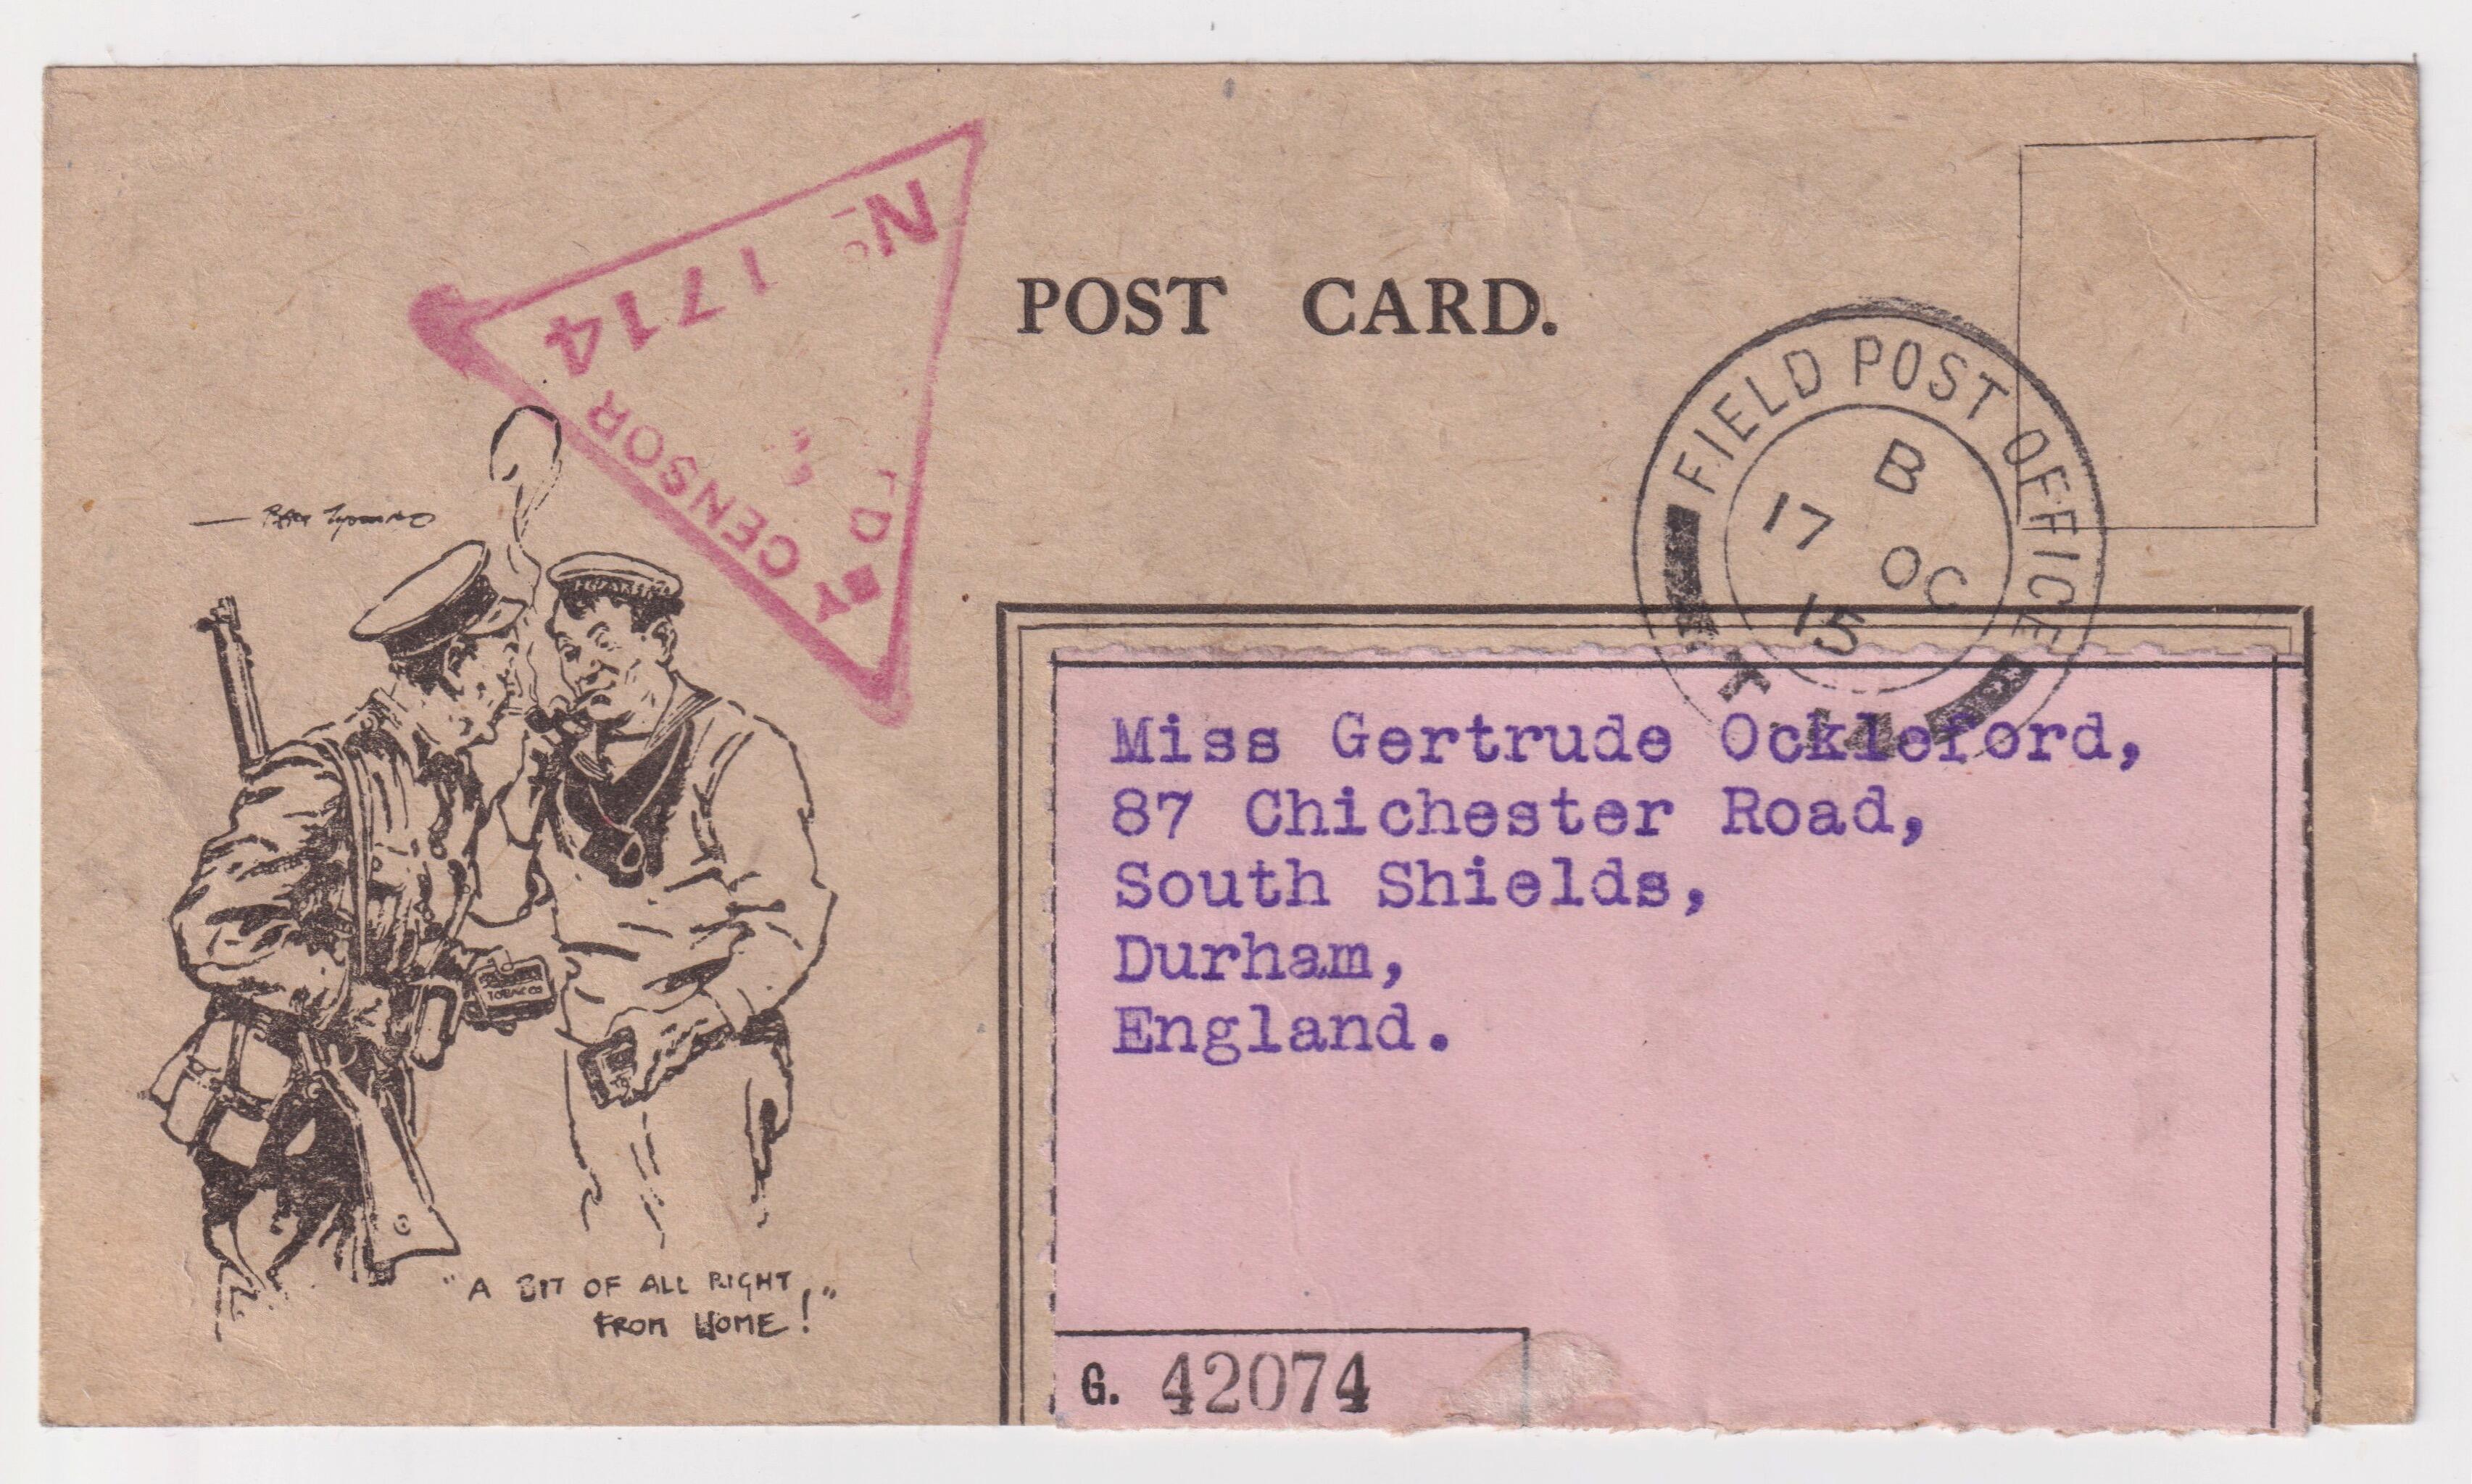 POST CARD.
Nº 1714
BY CENSOR
FIELD POST OFFICE
B
17 OC
15
TOBACCO
Miss Gertrude Ockleford,
87 Chichester Road,
South Shields,
Durham,
England.
"A BIT OF ALL RIGHT,"
FROM HOME!
G. 42074